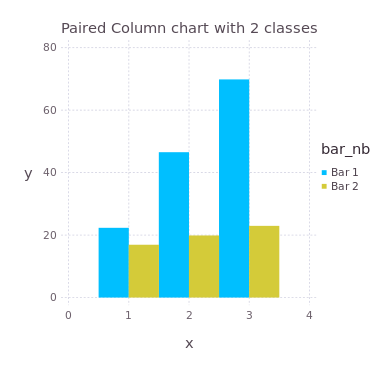 Paired Column chart with 2 classes
80
60
40
20
0
y
0 1 2 3 4
x
bar_nb
Bar 1
Bar 2